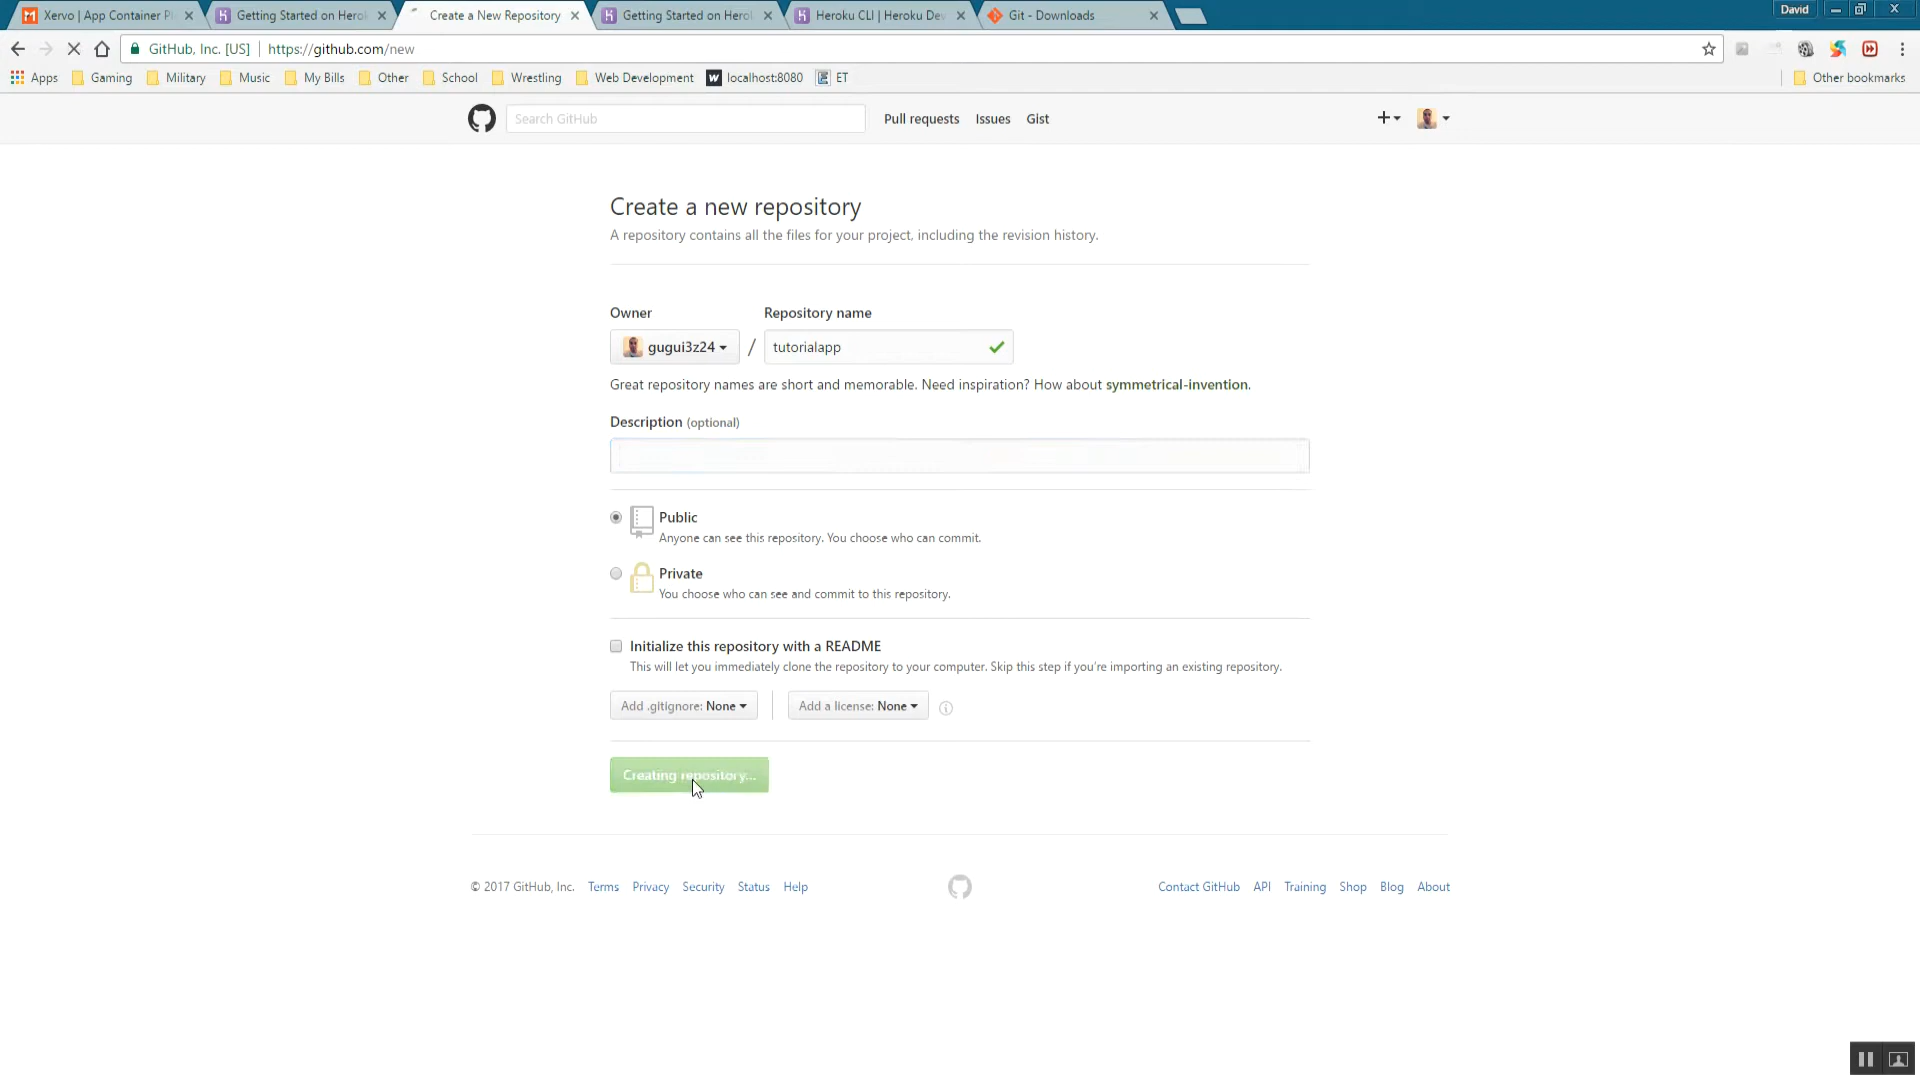 Xervo | App Container Pl
Getting Started on Herok
Create a New Repository
Getting Started on Herok
Heroku CLI | Heroku Dev
Git - Downloads
David
GitHub, Inc. [US]
https://github.com/new
Apps
Gaming
Military
Music
My Bills
Other
School
Wrestling
Web Development
localhost:8080
ET
Other bookmarks
Search GitHub
Pull requests
Issues
Gist
Create a new repository
A repository contains all the files for your project, including the revision history.
Owner
Repository name
gugui3z24
/
tutorialapp
Great repository names are short and memorable. Need inspiration? How about symmetrical-invention.
Description (optional)
Public
Anyone can see this repository. You choose who can commit.
Private
You choose who can see and commit to this repository.
Initialize this repository with a README
This will let you immediately clone the repository to your computer. Skip this step if you're importing an existing repository.
Add .gitignore: None
Add a license: None
Creating repository...
© 2017 GitHub, Inc.
Terms
Privacy
Security
Status
Help
Contact GitHub
API
Training
Shop
Blog
About